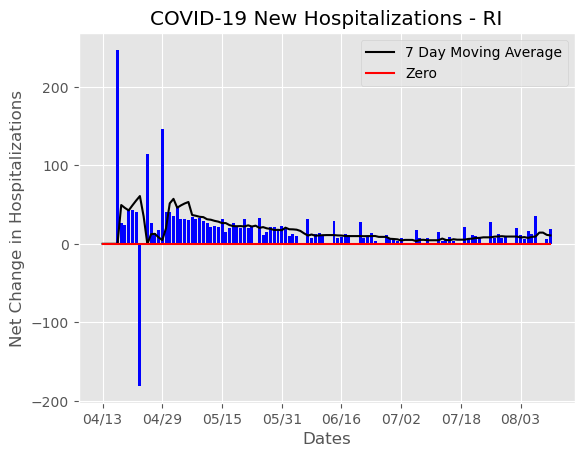 COVID-19 New Hospitalizations - RI
7 Day Moving Average
Zero
Net Change in Hospitalizations
200
100
0
−100
−200
04/13 04/29 05/15 05/31 06/16 07/02 07/18 08/03
Dates